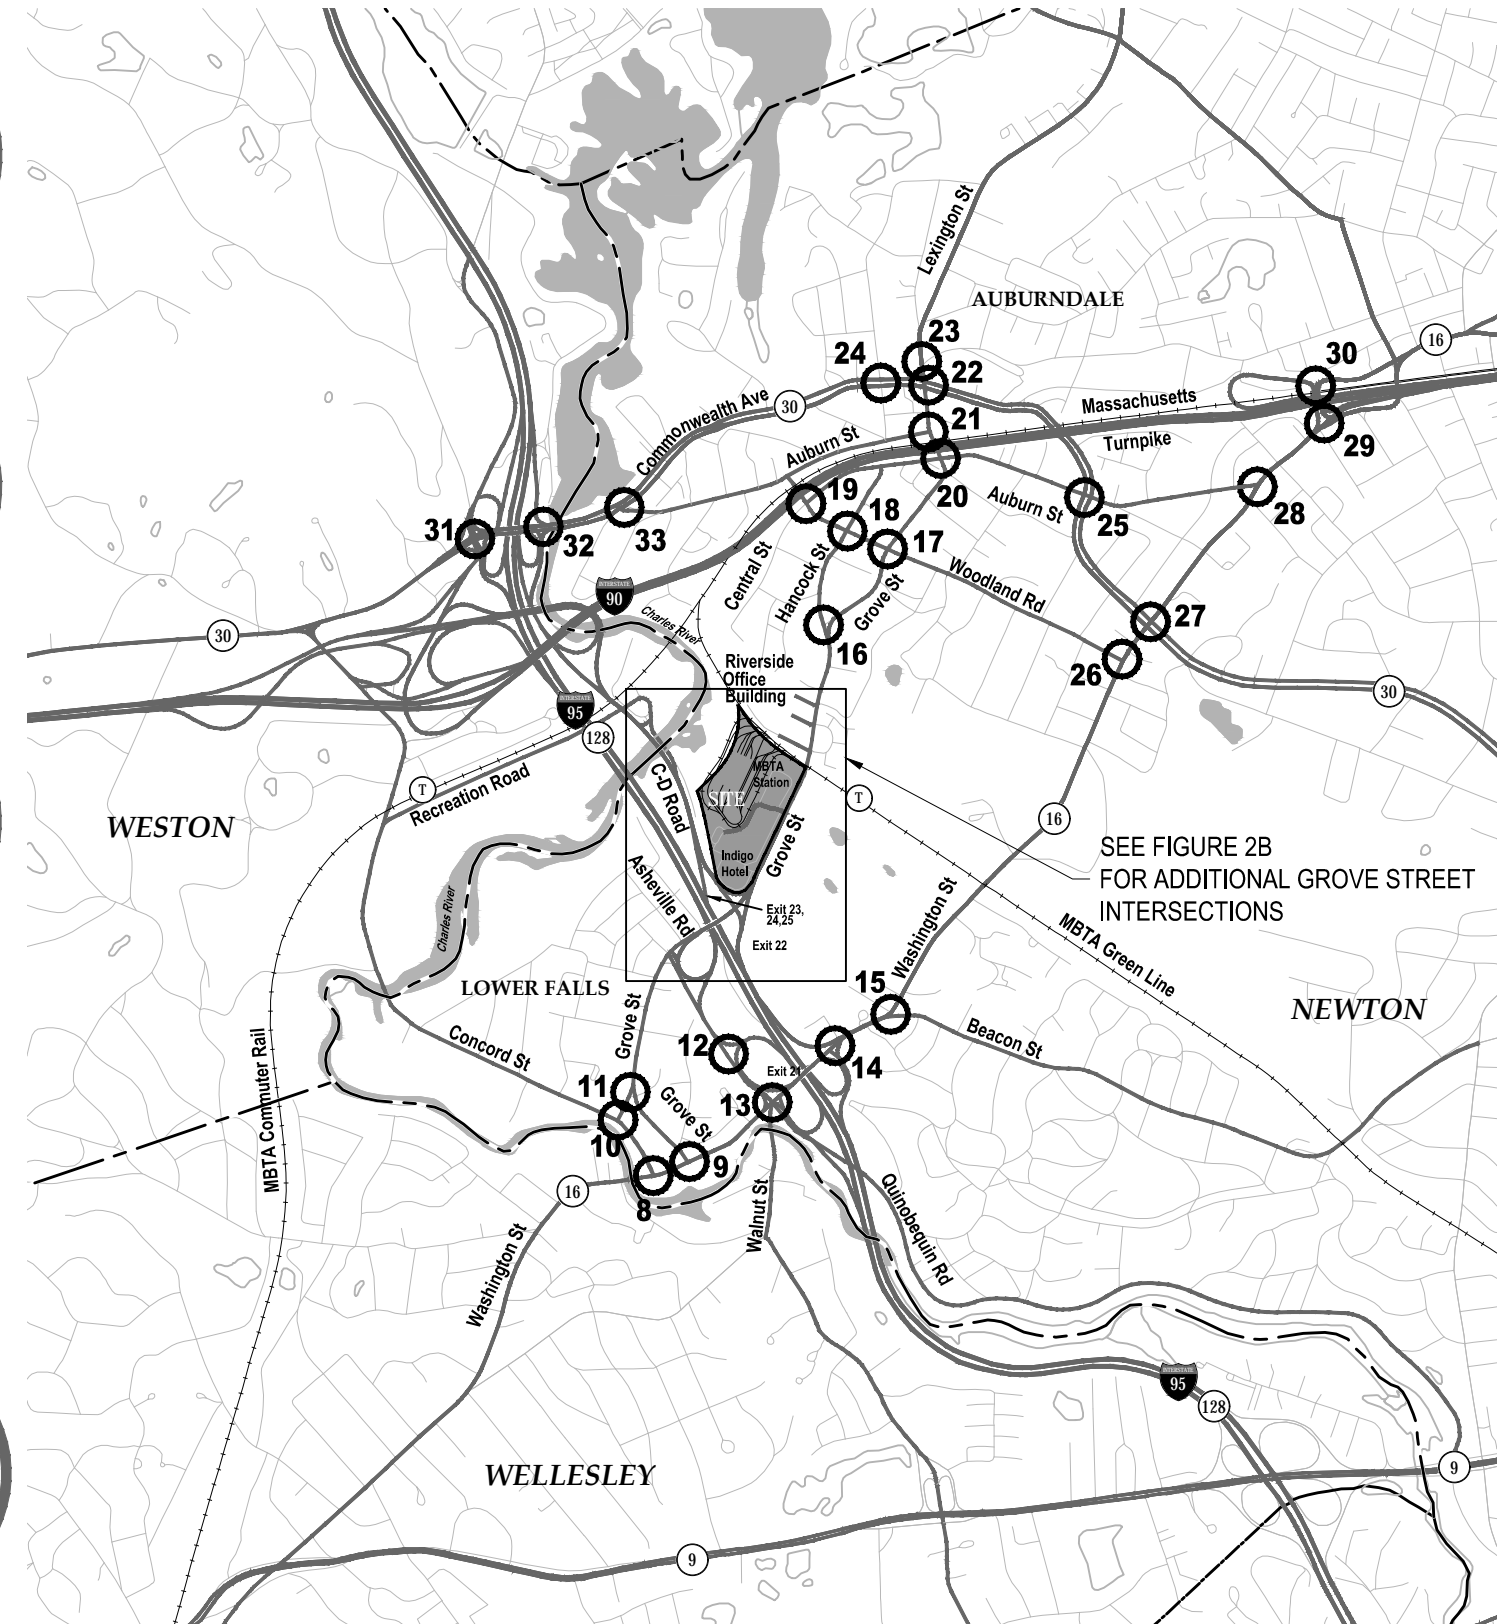 Lexington St
AUBURNDALE
23
24
22
30
16
Commonwealth Ave
30
Massachusetts
Turnpike
21
Auburn St
29
20
Auburn St
19
18
25
28
31
32
33
17
INTERSTATE
90
Central St
Hancock St
Grove St
Woodland Rd
Charles River
27
30
16
26
30
Riverside
Office
Building
INTERSTATE
95
128
MBTA
Station
T
Recreation Road
C-D Road
SITE
T
WESTON
16
Grove St
Indigo
Hotel
Asheville Rd
SEE FIGURE 2B
FOR ADDITIONAL GROVE STREET
INTERSECTIONS
Charles River
Exit 23,
24,25
Exit 22
Washington St
MBTA Green Line
LOWER FALLS
15
NEWTON
Grove St
Concord St
Beacon St
12
14
Exit 21
MBTA Commuter Rail
11
Grove St
13
10
9
16
8
Walnut St
Quinobequin Rd
Washington St
INTERSTATE
95
128
WELLESLEY
9
9